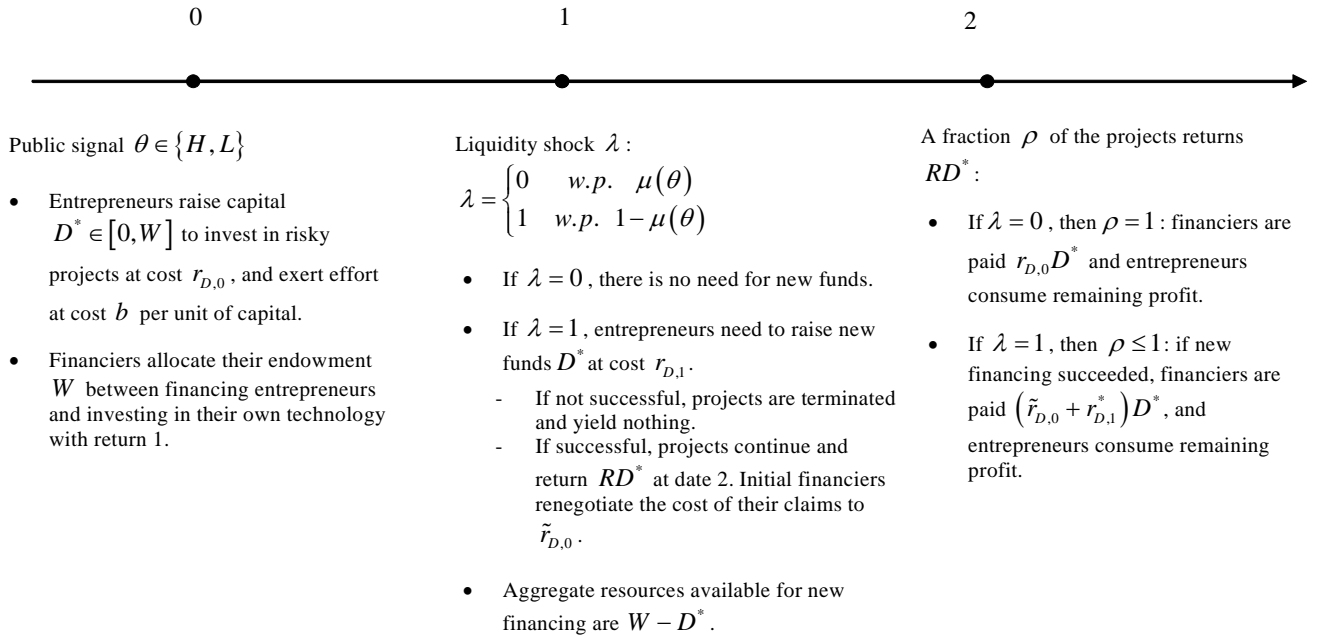 0
1
2
Public signal θ ∈ {H, L}
• Entrepreneurs raise capital
D* ∈ [0, W] to invest in risky
projects at cost r_{D,0} , and exert effort
at cost b per unit of capital.
• Financiers allocate their endowment
W between financing entrepreneurs
and investing in their own technology
with return 1.
Liquidity shock λ :
λ = { 0 w.p. μ(θ)
1 w.p. 1 − μ(θ)
• If λ = 0 , there is no need for new funds.
• If λ = 1 , entrepreneurs need to raise new
funds D* at cost r_{D,1} .
- If not successful, projects are terminated
and yield nothing.
- If successful, projects continue and
return RD* at date 2. Initial financiers
renegotiate the cost of their claims to
r̃_{D,0} .
• Aggregate resources available for new
financing are W − D* .
A fraction ρ of the projects returns
RD* :
• If λ = 0 , then ρ = 1 : financiers are
paid r_{D,0}D* and entrepreneurs
consume remaining profit.
• If λ = 1 , then ρ ≤ 1: if new
financing succeeded, financiers are
paid (r̃_{D,0} + r*_{D,1})D* , and
entrepreneurs consume remaining
profit.